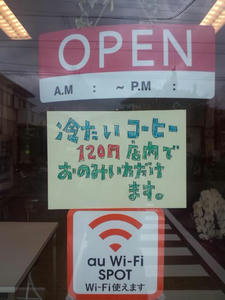 OPEN
A.M : ~ P.M :
冷たいコーヒー
120円 店内で
おのみいただけ
ます。
au Wi-Fi
SPOT
Wi-Fi使えます